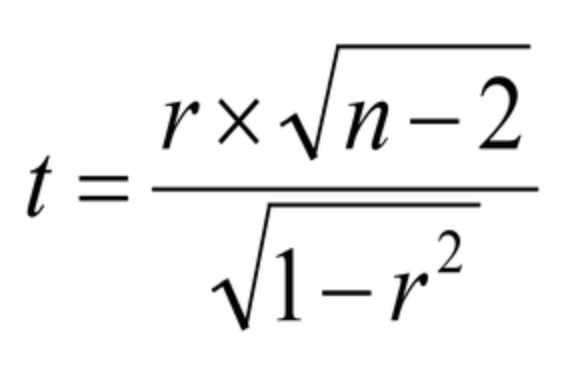 t = r × √n − 2
√1 − r²